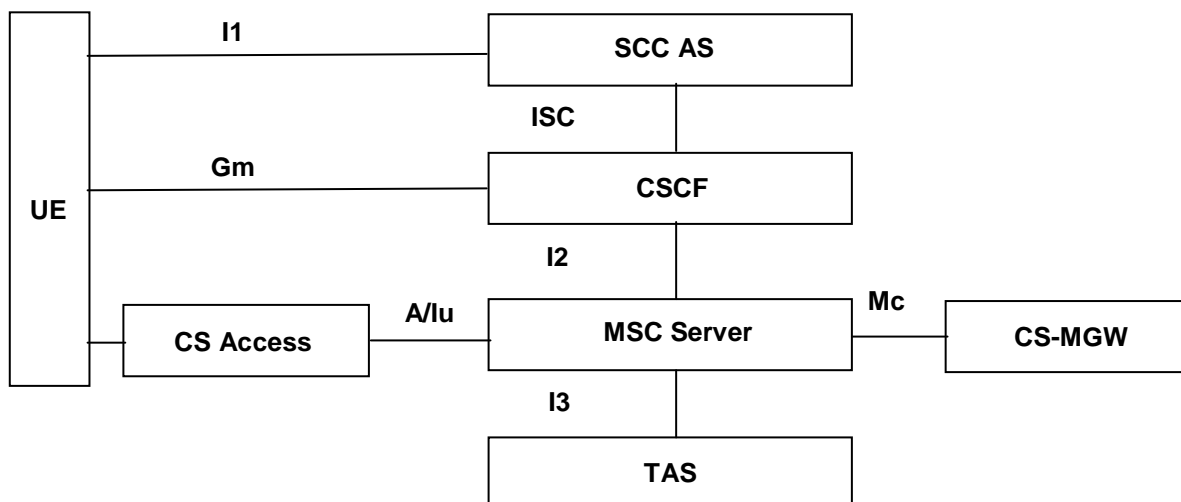 I1
SCC AS
ISC
Gm
CSCF
UE
I2
A/Iu
Mc
CS Access
MSC Server
CS-MGW
I3
TAS